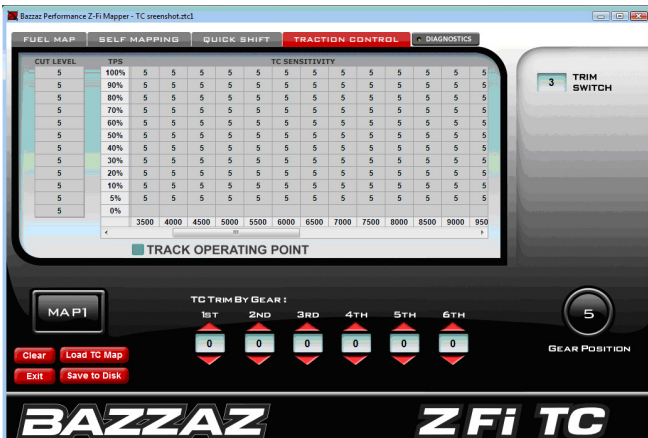 Bazzaz Performance Z-Fi Mapper - TC sreenshot.ztc1
FUEL MAP SELF MAPPING QUICK SHIFT TRACTION CONTROL DIAGNOSTICS
CUT LEVEL TPS TC SENSITIVITY
5 100% 5 5 5 5 5 5 5 5 5 5 5 5 5
5 90% 5 5 5 5 5 5 5 5 5 5 5 5 5
5 80% 5 5 5 5 5 5 5 5 5 5 5 5 5
5 70% 5 5 5 5 5 5 5 5 5 5 5 5 5
5 60% 5 5 5 5 5 5 5 5 5 5 5 5 5
5 50% 5 5 5 5 5 5 5 5 5 5 5 5 5
5 40% 5 5 5 5 5 5 5 5 5 5 5 5 5
5 30% 5 5 5 5 5 5 5 5 5 5 5 5 5
5 20% 5 5 5 5 5 5 5 5 5 5 5 5 5
5 10% 5 5 5 5 5 5 5 5 5 5 5 5 5
5 5% 5 5 5 5 5 5 5 5 5 5 5 5 5
5 0%
3500 4000 4500 5000 5500 6000 6500 7000 7500 8000 8500 9000 950
TRACK OPERATING POINT
3 TRIM SWITCH
MAP1
TC TRIM BY GEAR :
1ST 2ND 3RD 4TH 5TH 6TH
0 0 0 0 0 0
5
GEAR POSITION
Clear Load TC Map
Exit Save to Disk
BAZZAZ Z Fi TC